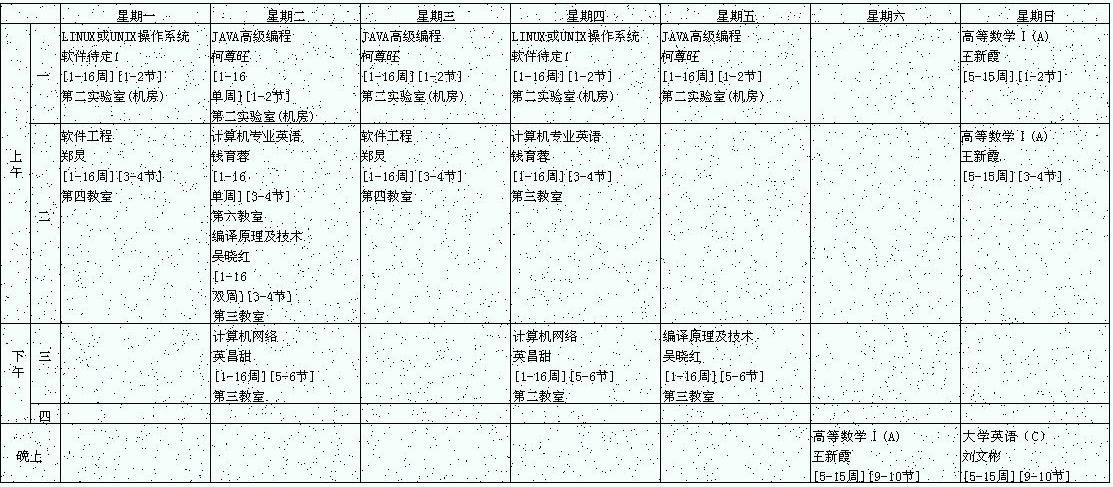 星期一 星期二 星期三 星期四 星期五 星期六 星期日
上午
一
LINUX或UNIX操作系统
软件待定1
[1-16周][1-2节]
第二实验室(机房)
JAVA高级编程
柯尊旺
[1-16
单周][1-2节]
第二实验室(机房)
JAVA高级编程
柯尊旺
[1-16周][1-2节]
第二实验室(机房)
LINUX或UNIX操作系统
软件待定1
[1-16周][1-2节]
第二实验室(机房)
JAVA高级编程
柯尊旺
[1-16周][1-2节]
第二实验室(机房)
高等数学Ⅰ(A)
王新霞
[5-15周][1-2节]
二
软件工程
郑炅
[1-16周][3-4节]
第四教室
计算机专业英语
钱育蓉
[1-16
单周][3-4节]
第六教室
编译原理及技术
吴晓红
[1-16
双周][3-4节]
第三教室
软件工程
郑炅
[1-16周][3-4节]
第四教室
计算机专业英语
钱育蓉
[1-16周][3-4节]
第三教室
高等数学Ⅰ(A)
王新霞
[5-15周][3-4节]
下午
三
计算机网络
英昌甜
[1-16周][5-6节]
第三教室
计算机网络
英昌甜
[1-16周][5-6节]
第二教室
编译原理及技术
吴晓红
[1-16周][5-6节]
第三教室
四
晚上
高等数学Ⅰ(A)
王新霞
[5-15周][9-10节]
大学英语（C）
刘文彬
[5-15周][9-10节]